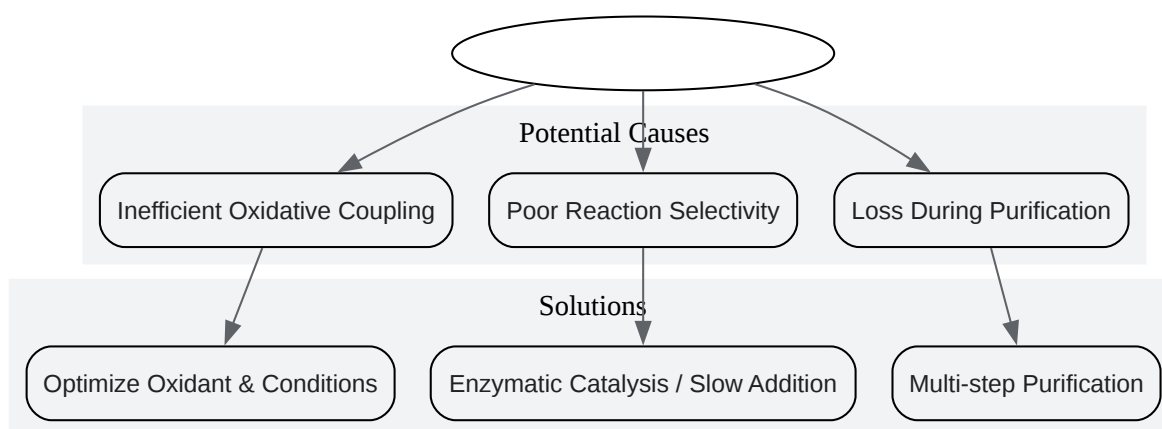 Potential Causes
Inefficient Oxidative Coupling
Poor Reaction Selectivity
Loss During Purification
Solutions
Optimize Oxidant & Conditions
Enzymatic Catalysis / Slow Addition
Multi-step Purification